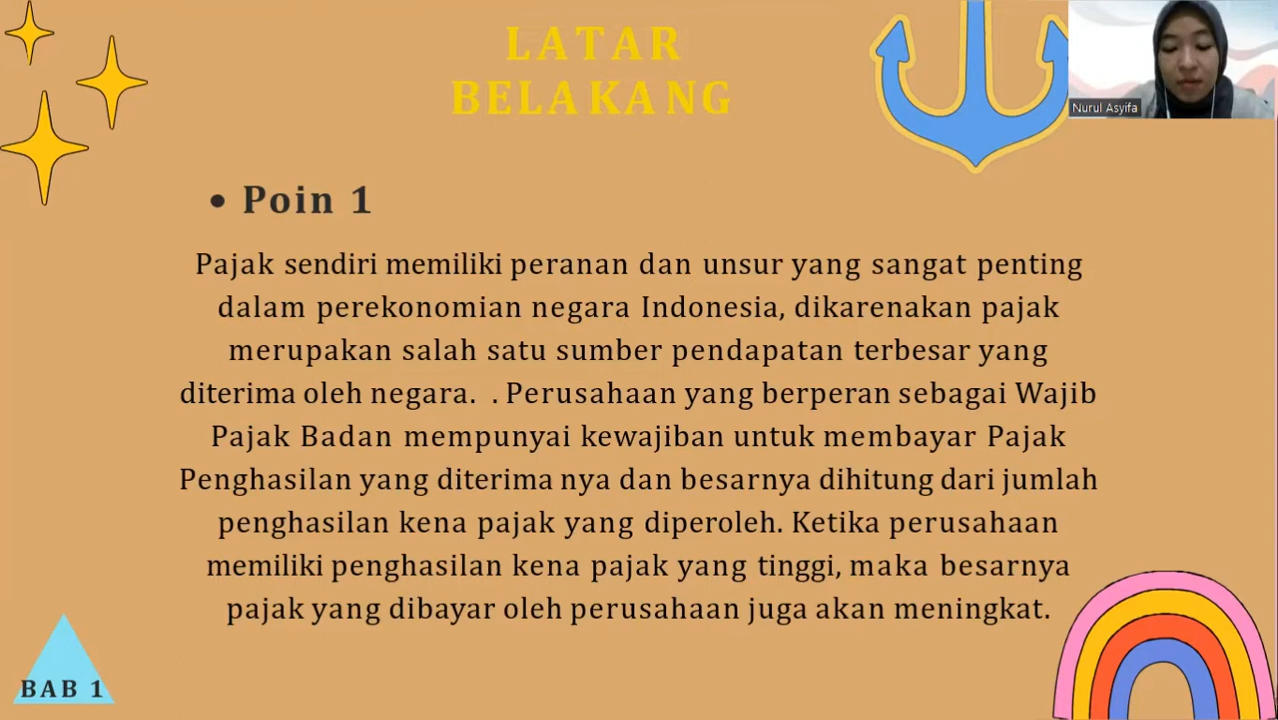 LATAR
BELAKANG
Nurul Asyifa
• Poin 1
Pajak sendiri memiliki peranan dan unsur yang sangat penting
dalam perekonomian negara Indonesia, dikarenakan pajak
merupakan salah satu sumber pendapatan terbesar yang
diterima oleh negara.  . Perusahaan yang berperan sebagai Wajib
Pajak Badan mempunyai kewajiban untuk membayar Pajak
Penghasilan yang diterima nya dan besarnya dihitung dari jumlah
penghasilan kena pajak yang diperoleh. Ketika perusahaan
memiliki penghasilan kena pajak yang tinggi, maka besarnya
pajak yang dibayar oleh perusahaan juga akan meningkat.
BAB 1